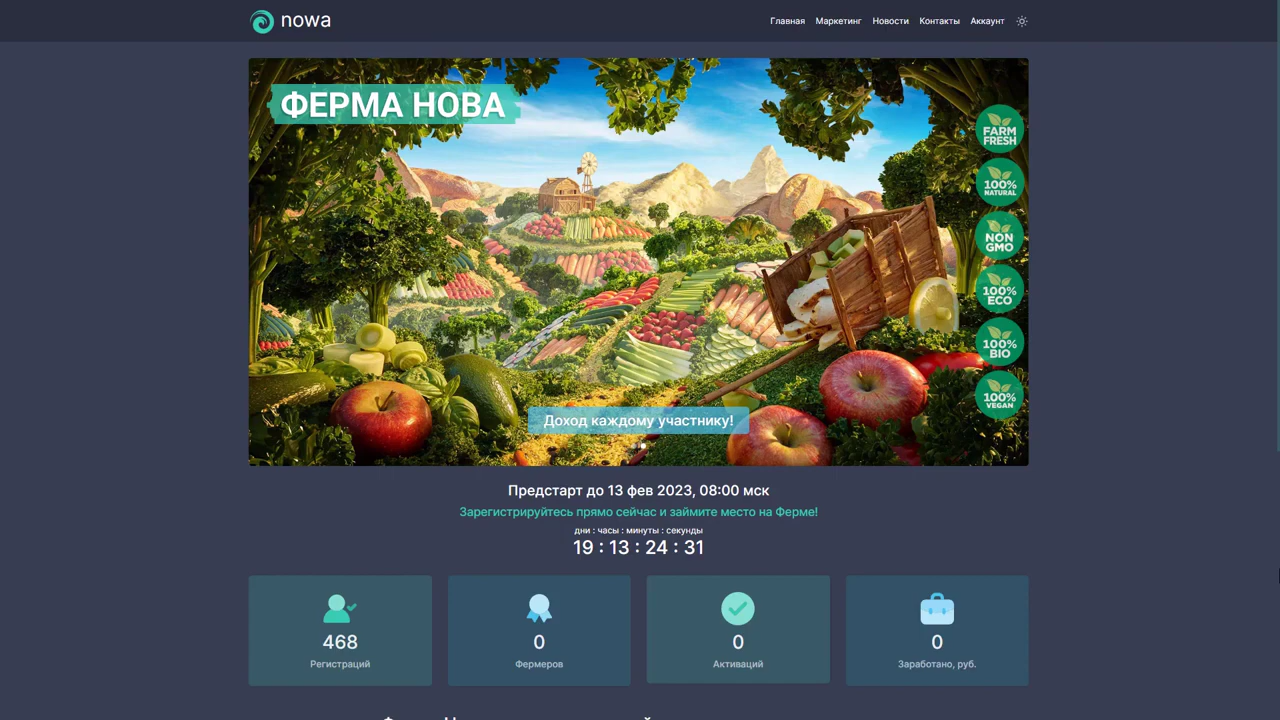 nowa
Главная Маркетинг Новости Контакты Аккаунт
ФЕРМА НОВА
FARM
FRESH
100%
NATURAL
NON
GMO
100%
ECO
100%
BIO
100%
VEGAN
Доход каждому участнику!
Предстарт до 13 фев 2023, 08:00 мск
Зарегистрируйтесь прямо сейчас и займите место на Ферме!
дни : часы : минуты : секунды
19 : 13 : 24 : 31
468
Регистраций
0
Фермеров
0
Активаций
0
Заработано, руб.